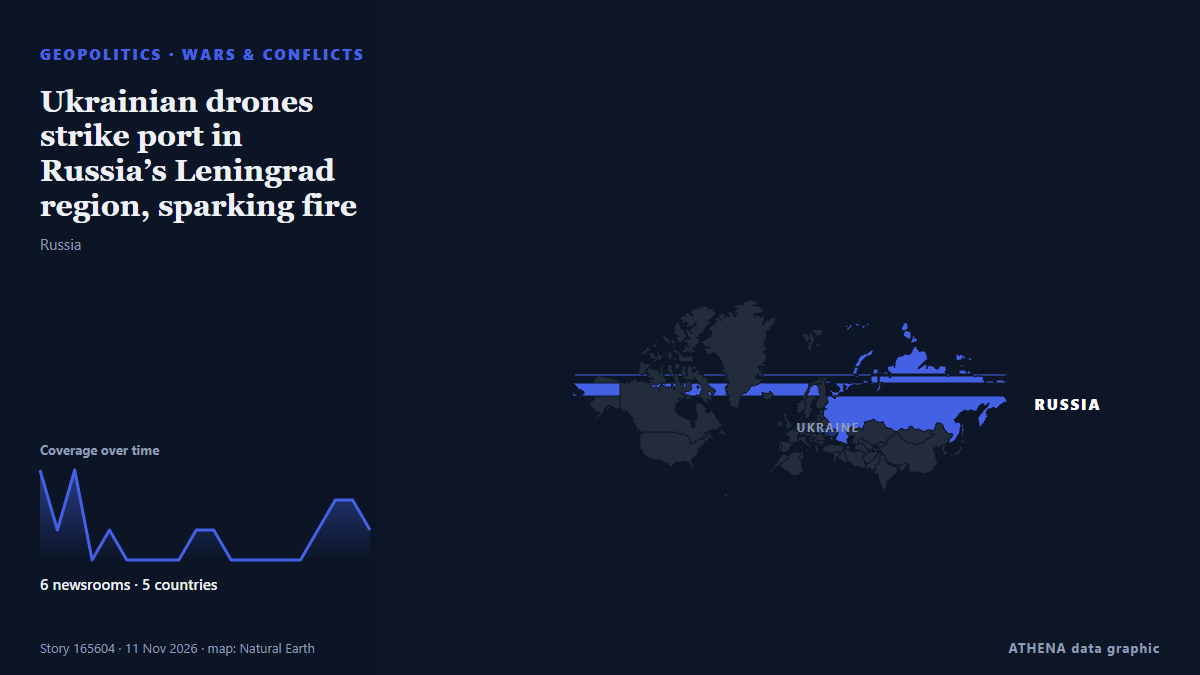 GEOPOLITICS · WARS & CONFLICTS
Ukrainian drones
strike port in
Russia’s Leningrad
region, sparking fire
Russia
UKRAINE
RUSSIA
Coverage over time
6 newsrooms · 5 countries
Story 165604 · 11 Nov 2026 · map: Natural Earth
ATHENA data graphic